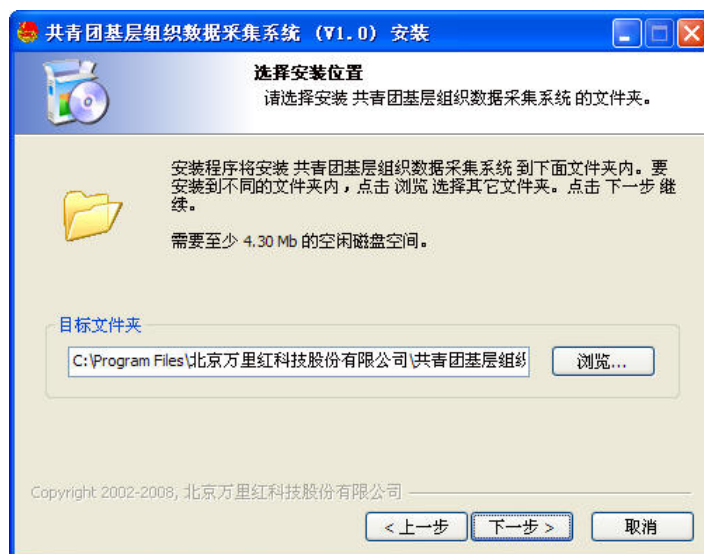 共青团基层组织数据采集系统 (V1.0) 安装
选择安装位置
请选择安装 共青团基层组织数据采集系统 的文件夹。
安装程序将安装 共青团基层组织数据采集系统 到下面文件夹内。要
安装到不同的文件夹内，点击 浏览 选择其它文件夹。点击 下一步 继
续。
需要至少 4.30 Mb 的空闲磁盘空间。
目标文件夹
C:\Program Files\北京万里红科技股份有限公司\共青团基层组
浏览...
Copyright 2002-2008, 北京万里红科技股份有限公司
< 上一步
下一步 >
取消